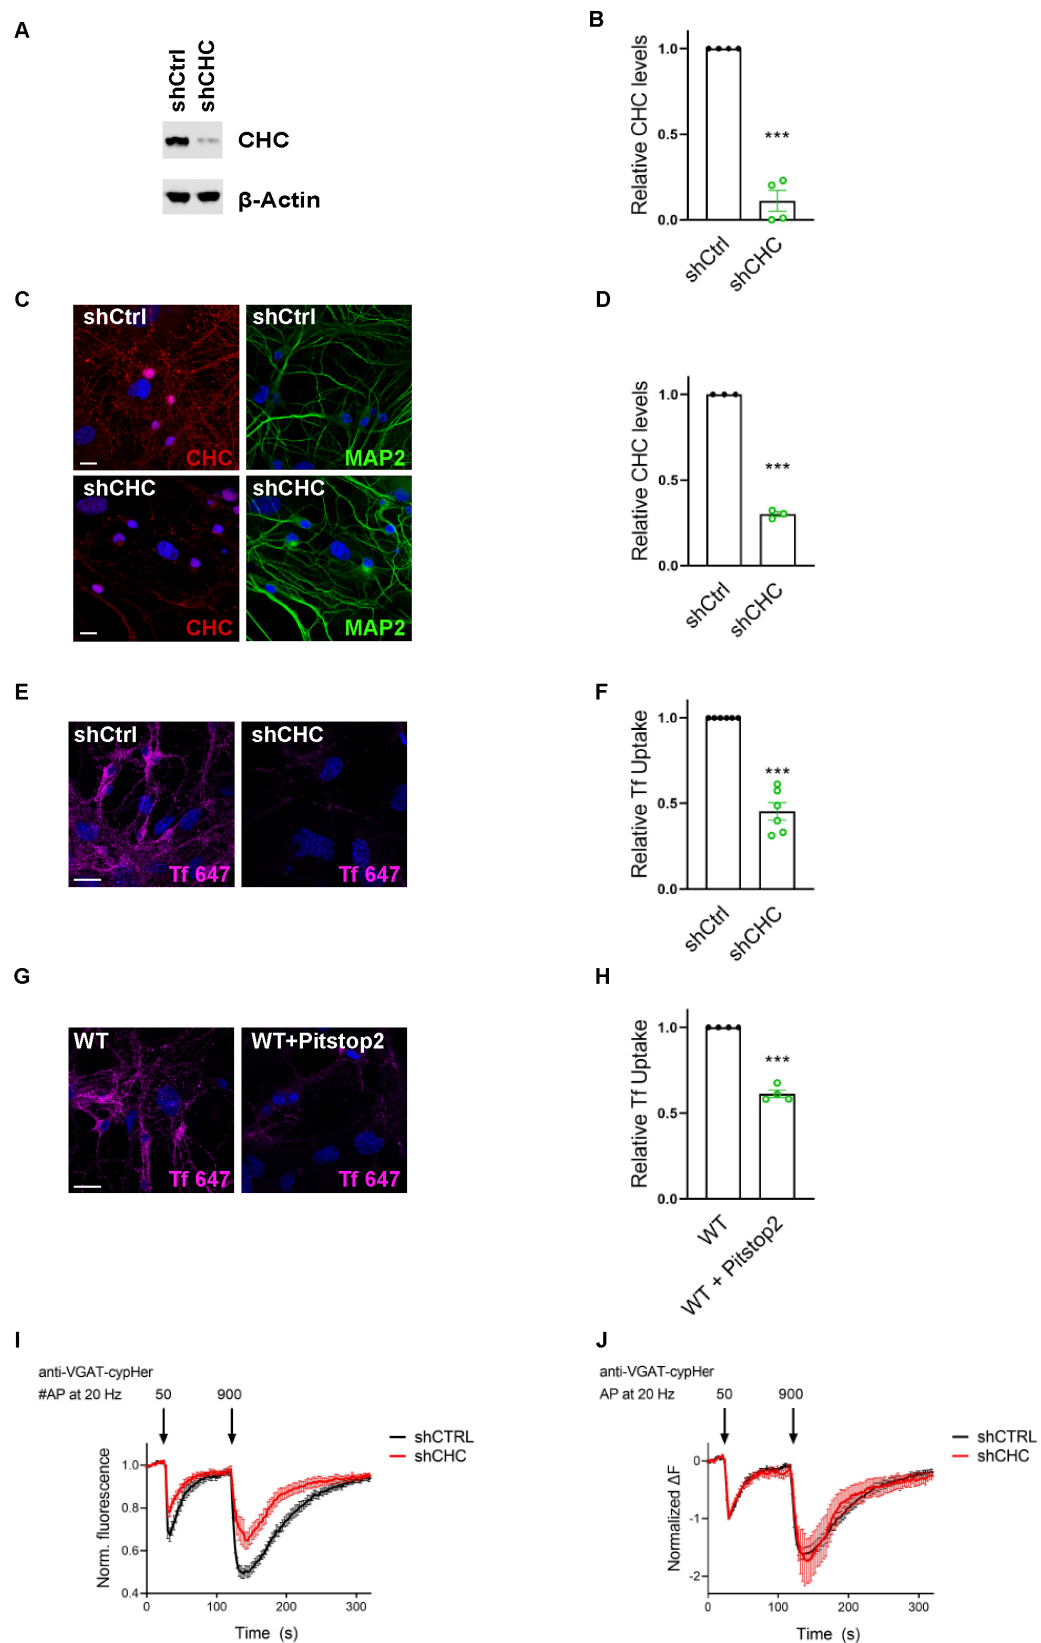 A
shCtrl
shCHC
CHC
β-Actin
B
Relative CHC levels
1.0
0.5
0.0
***
shCtrl
shCHC
C
shCtrl
CHC
shCtrl
MAP2
shCHC
CHC
shCHC
MAP2
D
Relative CHC levels
1.0
0.5
0.0
***
shCtrl
shCHC
E
shCtrl
Tf 647
shCHC
Tf 647
F
Relative Tf Uptake
1.0
0.5
0.0
***
shCtrl
shCHC
G
WT
Tf 647
WT+Pitstop2
Tf 647
H
Relative Tf Uptake
1.0
0.5
0.0
***
WT
WT + Pitstop2
I
anti-VGAT-cypHer
#AP at 20 Hz
50
900
shCTRL
shCHC
Norm. fluorescence
1.0
0.8
0.6
0.4
0
100
200
300
Time (s)
J
anti-VGAT-cypHer
AP at 20 Hz
50
900
shCTRL
shCHC
Normalized ΔF
0
-1
-2
0
100
200
300
Time (s)